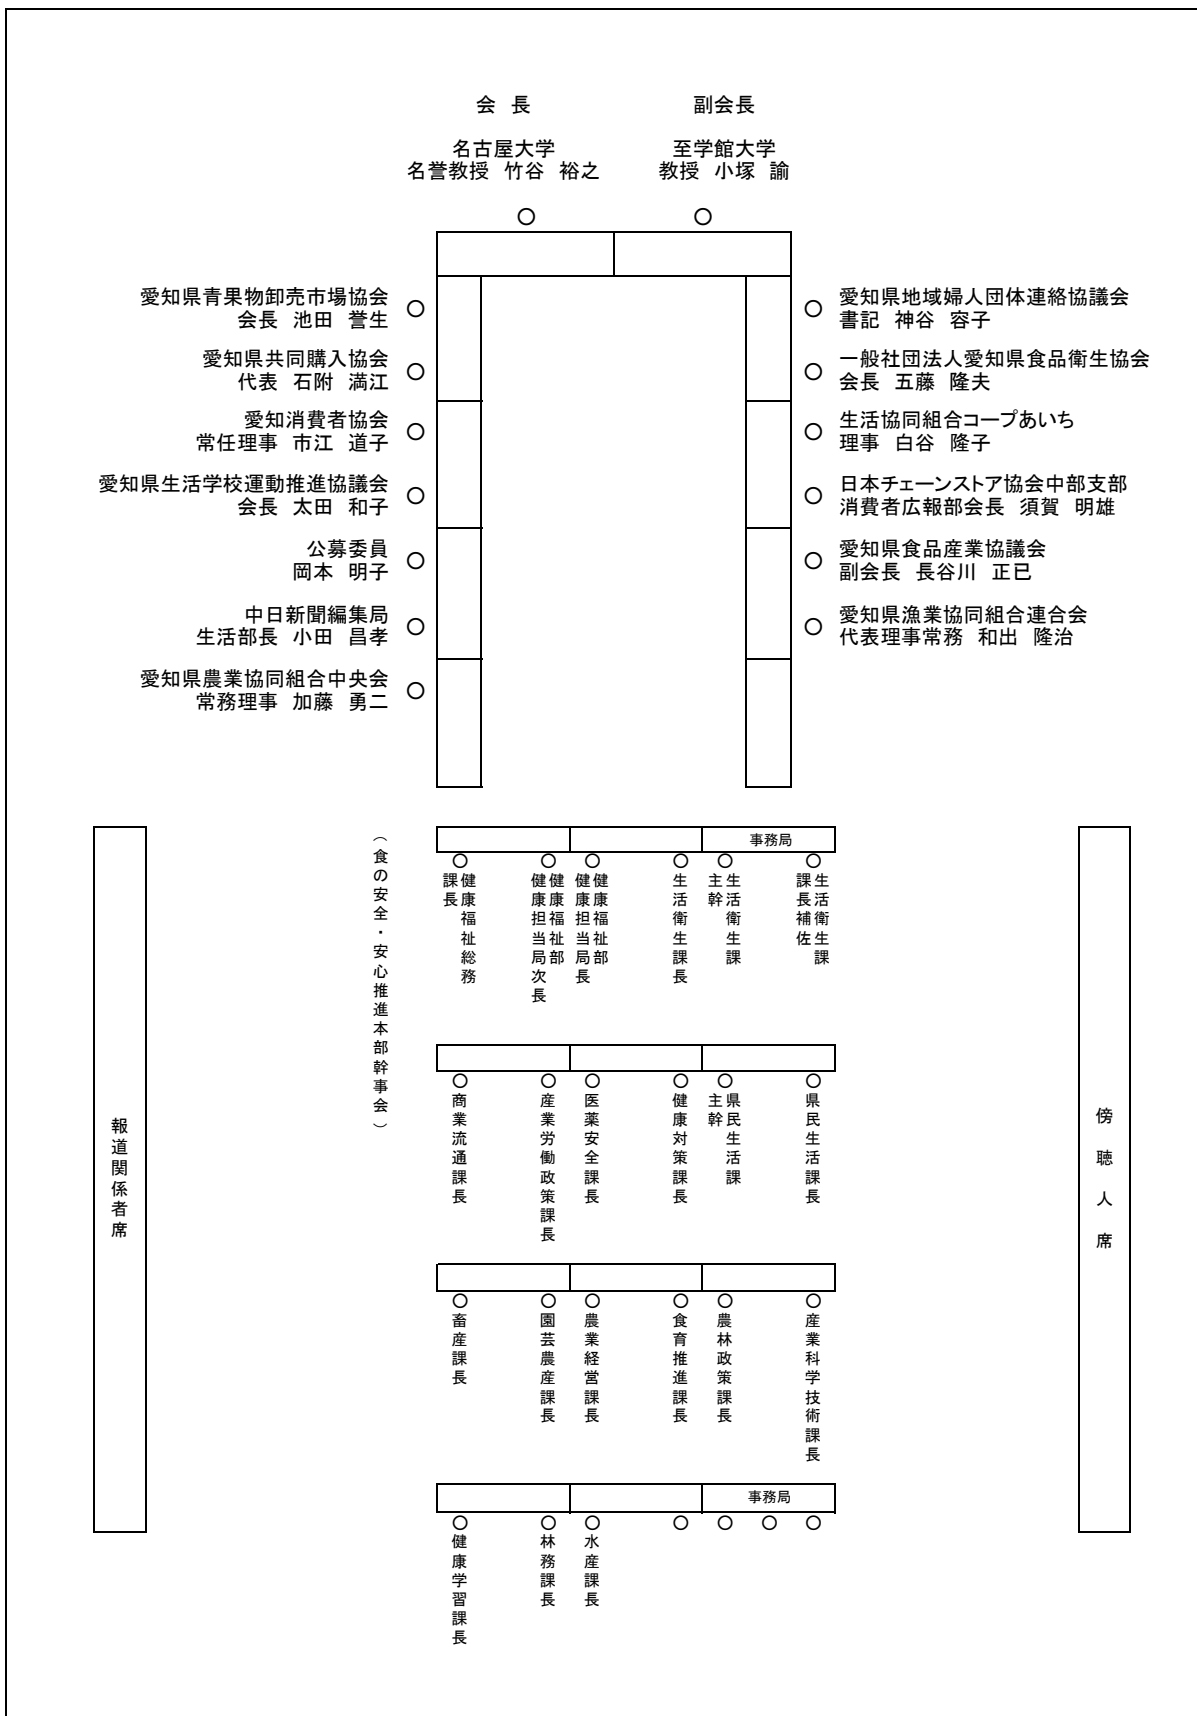 会 長
名古屋大学
名誉教授 竹谷 裕之
副会長
至学館大学
教授 小塚 諭
愛知県青果物卸売市場協会
会長 池田 誉生
愛知県共同購入協会
代表 石附 満江
愛知消費者協会
常任理事 市江 道子
愛知県生活学校運動推進協議会
会長 太田 和子
公募委員
岡本 明子
中日新聞編集局
生活部長 小田 昌孝
愛知県農業協同組合中央会
常務理事 加藤 勇二
愛知県地域婦人団体連絡協議会
書記 神谷 容子
一般社団法人愛知県食品衛生協会
会長 五藤 隆夫
生活協同組合コープあいち
理事 白谷 隆子
日本チェーンストア協会中部支部
消費者広報部会長 須賀 明雄
愛知県食品産業協議会
副会長 長谷川 正己
愛知県漁業協同組合連合会
代表理事常務 和出 隆治
報道関係者席
(食の安全・安心推進本部幹事会)
事務局
健康福祉総務
課長
健康福祉部
健康担当局次長
健康福祉部
健康担当局長
生活衛生課長
生活衛生課
主幹
生活衛生課
課長補佐
商業流通課長
産業労働政策課長
医薬安全課長
健康対策課長
県民生活課
主幹
県民生活課長
畜産課長
園芸農産課長
農業経営課長
食育推進課長
農林政策課長
産業科学技術課長
事務局
健康学習課長
林務課長
水産課長
傍聴人席